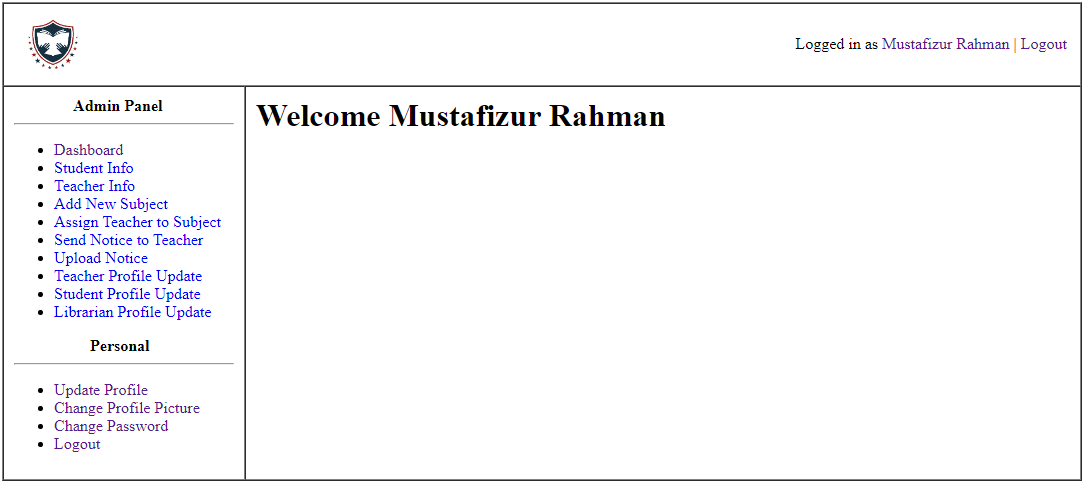 Logged in as Mustafizur Rahman | Logout
Admin Panel
Dashboard
Student Info
Teacher Info
Add New Subject
Assign Teacher to Subject
Send Notice to Teacher
Upload Notice
Teacher Profile Update
Student Profile Update
Librarian Profile Update
Personal
Update Profile
Change Profile Picture
Change Password
Logout
Welcome Mustafizur Rahman